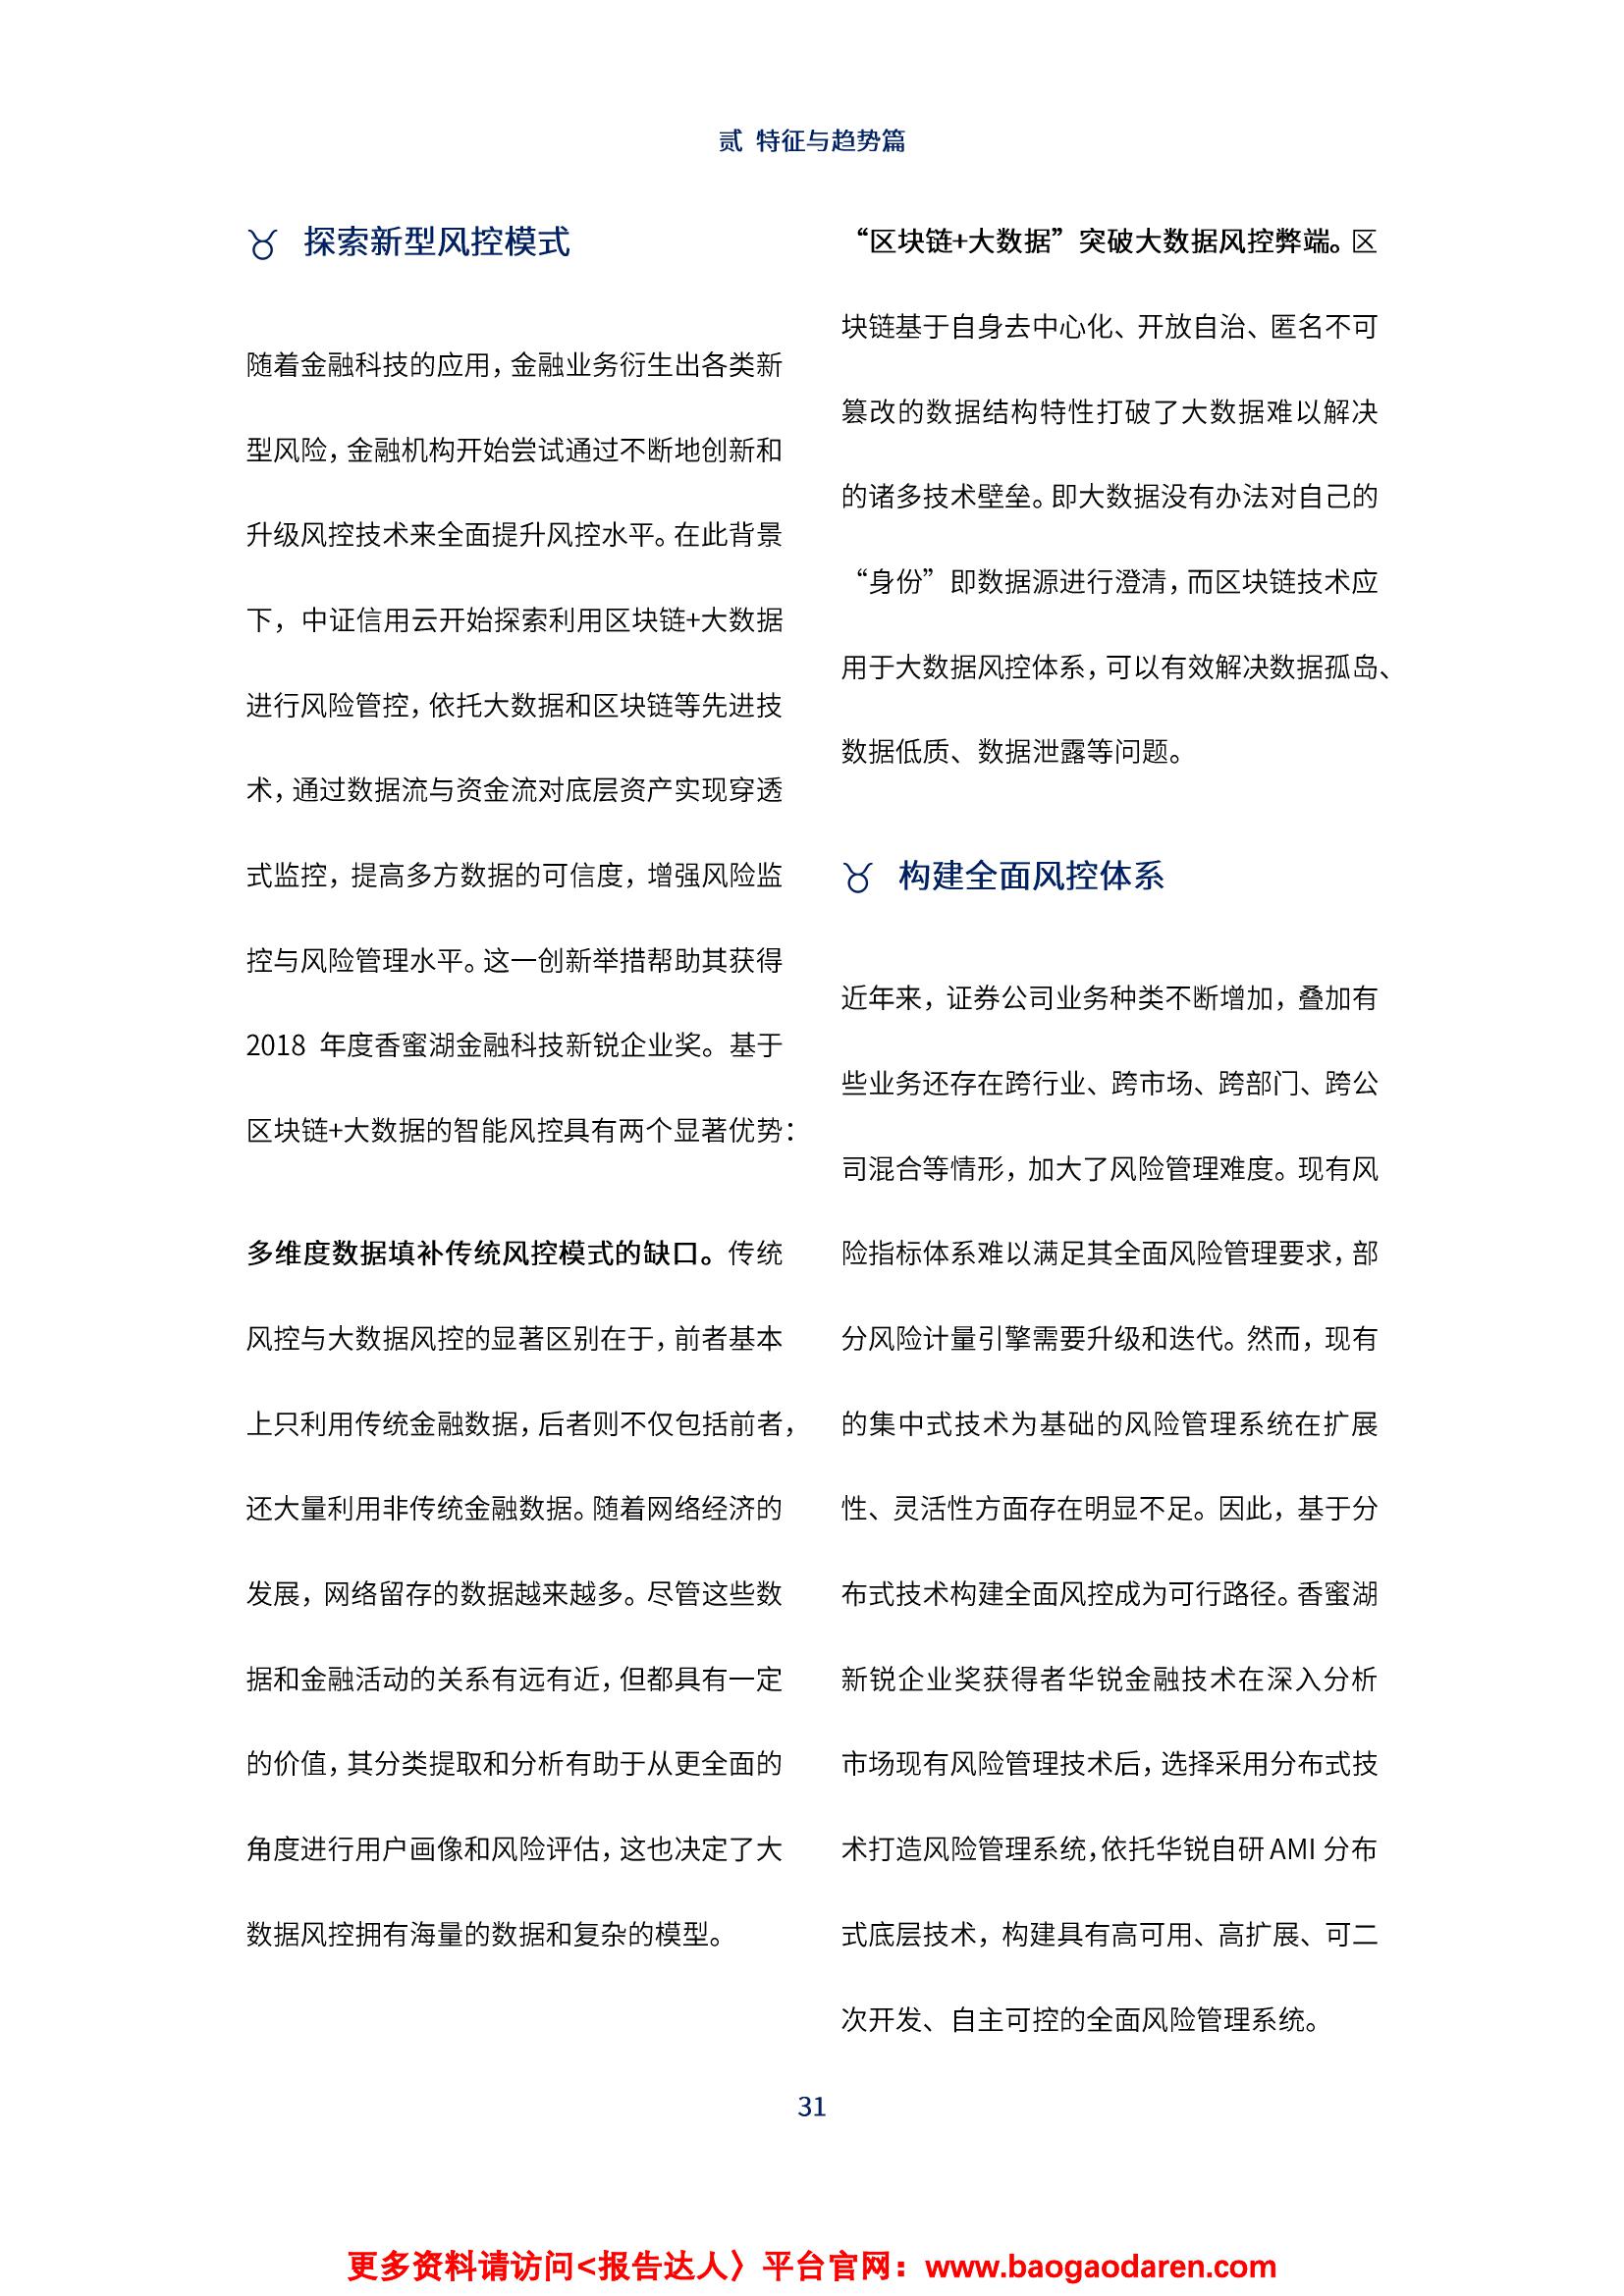 贰 特征与趋势篇
探索新型风控模式
随着金融科技的应用，金融业务衍生出各类新
型风险，金融机构开始尝试通过不断地创新和
升级风控技术来全面提升风控水平。在此背景
下，中证信用云开始探索利用区块链+大数据
进行风险管控，依托大数据和区块链等先进技
术，通过数据流与资金流对底层资产实现穿透
式监控，提高多方数据的可信度，增强风险监
控与风险管理水平。这一创新举措帮助其获得
2018 年度香蜜湖金融科技新锐企业奖。基于
区块链+大数据的智能风控具有两个显著优势：
多维度数据填补传统风控模式的缺口。传统
风控与大数据风控的显著区别在于，前者基本
上只利用传统金融数据，后者则不仅包括前者，
还大量利用非传统金融数据。随着网络经济的
发展，网络留存的数据越来越多。尽管这些数
据和金融活动的关系有远有近，但都具有一定
的价值，其分类提取和分析有助于从更全面的
角度进行用户画像和风险评估，这也决定了大
数据风控拥有海量的数据和复杂的模型。
“区块链+大数据”突破大数据风控弊端。区
块链基于自身去中心化、开放自治、匿名不可
篡改的数据结构特性打破了大数据难以解决
的诸多技术壁垒。即大数据没有办法对自己的
“身份”即数据源进行澄清，而区块链技术应
用于大数据风控体系，可以有效解决数据孤岛、
数据低质、数据泄露等问题。
构建全面风控体系
近年来，证券公司业务种类不断增加，叠加有
些业务还存在跨行业、跨市场、跨部门、跨公
司混合等情形，加大了风险管理难度。现有风
险指标体系难以满足其全面风险管理要求，部
分风险计量引擎需要升级和迭代。然而，现有
的集中式技术为基础的风险管理系统在扩展
性、灵活性方面存在明显不足。因此，基于分
布式技术构建全面风控成为可行路径。香蜜湖
新锐企业奖获得者华锐金融技术在深入分析
市场现有风险管理技术后，选择采用分布式技
术打造风险管理系统，依托华锐自研 AMI 分布
式底层技术，构建具有高可用、高扩展、可二
次开发、自主可控的全面风险管理系统。
31
更多资料请访问<报告达人〉平台官网：www.baogaodaren.com